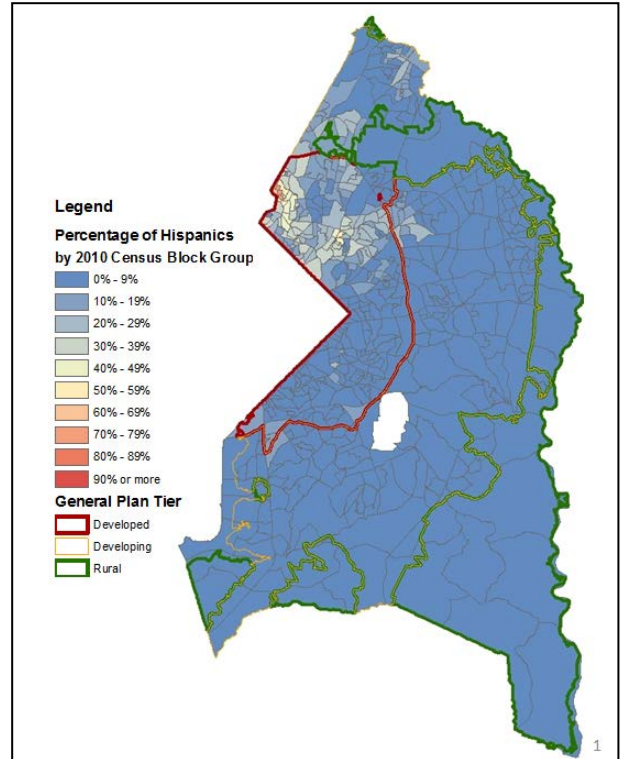 Legend
Percentage of Hispanics
by 2010 Census Block Group
0% - 9%
10% - 19%
20% - 29%
30% - 39%
40% - 49%
50% - 59%
60% - 69%
70% - 79%
80% - 89%
90% or more
General Plan Tier
Developed
Developing
Rural
1